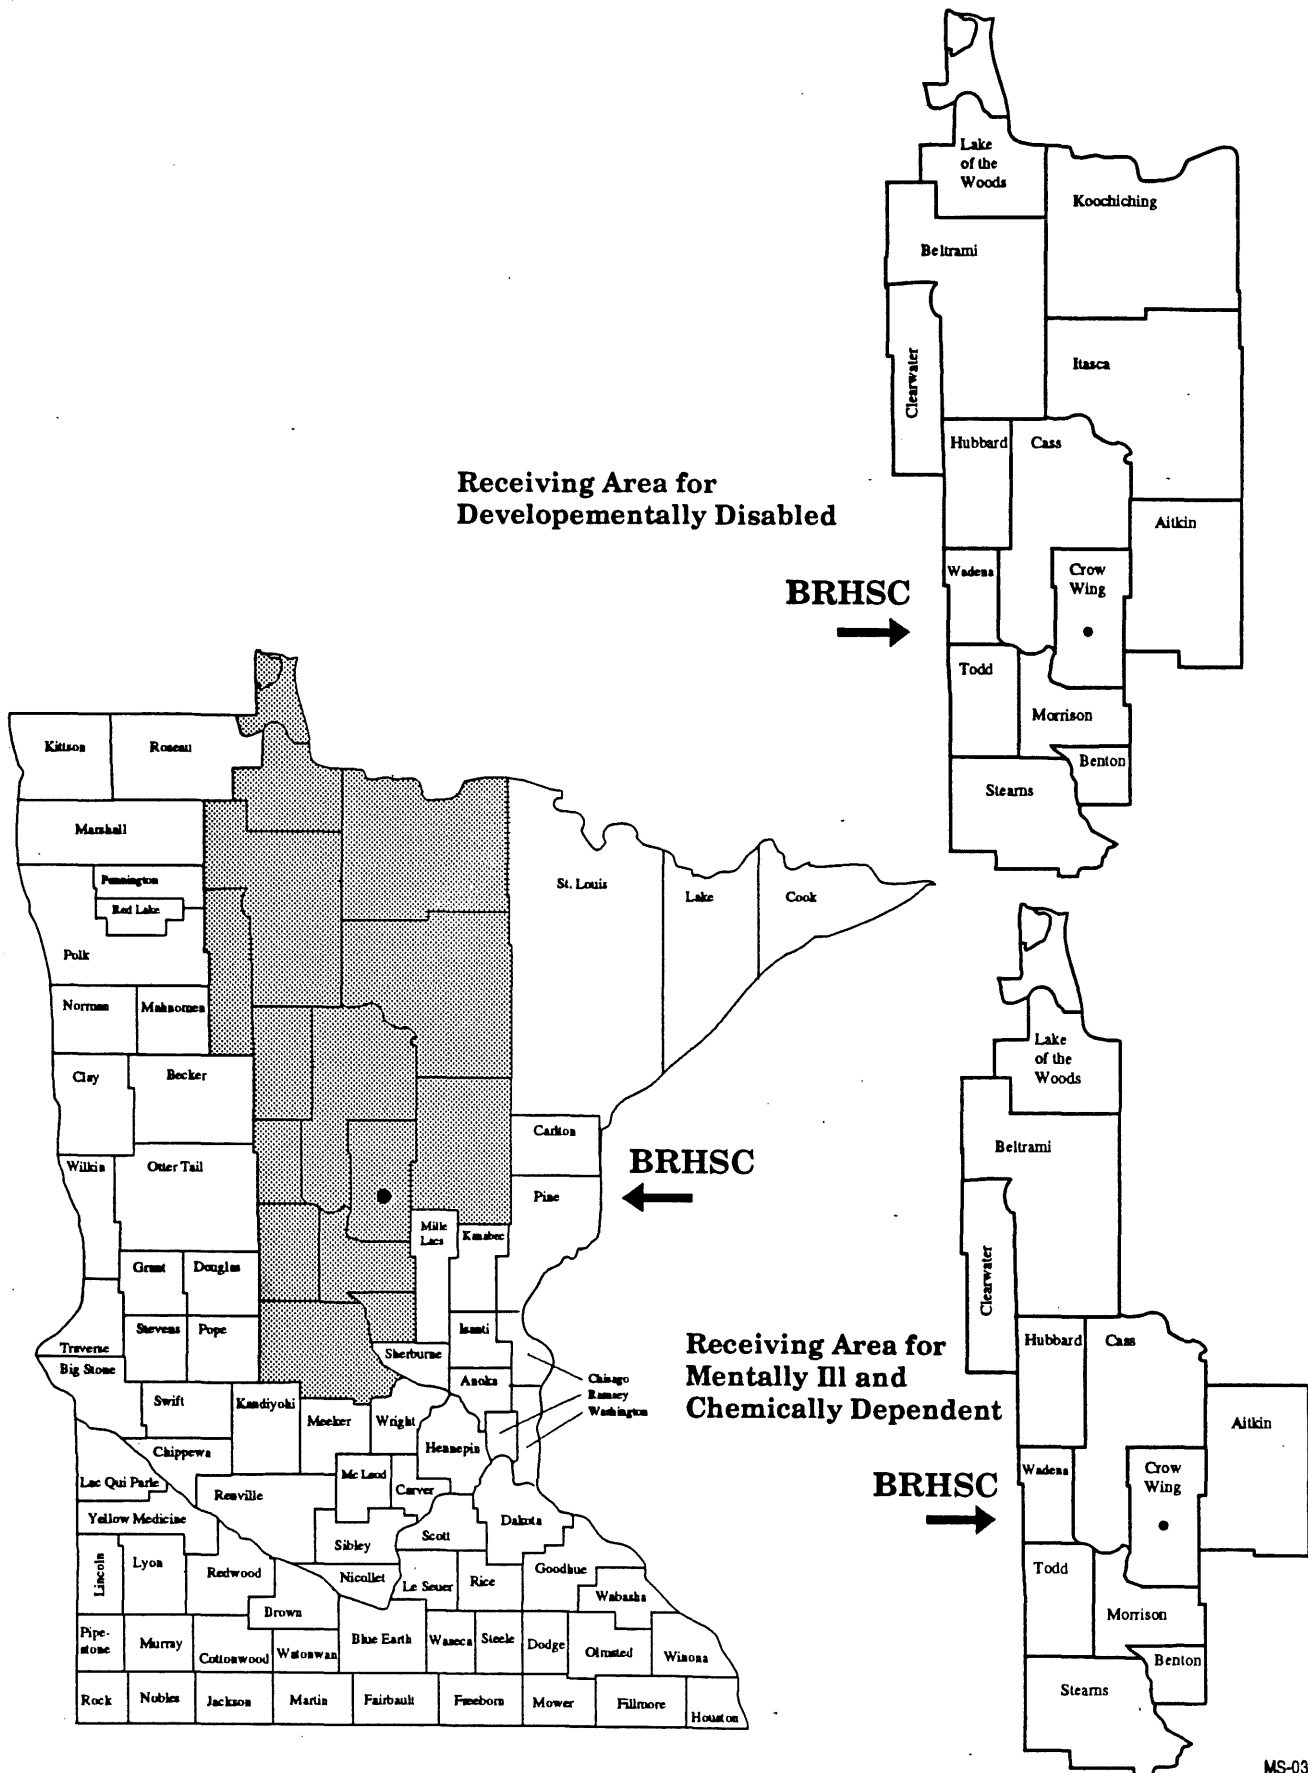 Lake
of the
Woods
Koochiching
Beltrami
Clearwater
Itasca
Hubbard
Cass
Receiving Area for
Developementally Disabled
Aitkin
BRHSC
Wadena
Crow
Wing
Todd
Morrison
Benton
Stearns
Kittson
Roseau
Marshall
Pennington
Red Lake
Polk
Norman
Mahnomen
Clay
Becker
Wilkin
Otter Tail
Grant
Douglas
Stevens
Pope
Traverse
Big Stone
Swift
Kandiyohi
Meeker
Wright
Chippewa
Lac Qui Parle
Yellow Medicine
Renville
Mc Leod
Carver
Hennepin
Sibley
Scott
Dakota
Lincoln
Lyon
Redwood
Nicollet
Le Seuer
Rice
Goodhue
Wabasha
Brown
Pipe-
stone
Murray
Cottonwood
Watonwan
Blue Earth
Waseca
Steele
Dodge
Olmsted
Winona
Rock
Nobles
Jackson
Martin
Fairbault
Freeborn
Mower
Fillmore
Houston
St. Louis
Lake
Cook
Carlton
Pine
BRHSC
Mille
Lacs
Kanabec
Isanti
Sherburne
Anoka
Chisago
Ramsey
Washington
Lake
of the
Woods
Beltrami
Clearwater
Hubbard
Cass
Receiving Area for
Mentally Ill and
Chemically Dependent
Aitkin
BRHSC
Wadena
Crow
Wing
Todd
Morrison
Benton
Stearns
MS-03